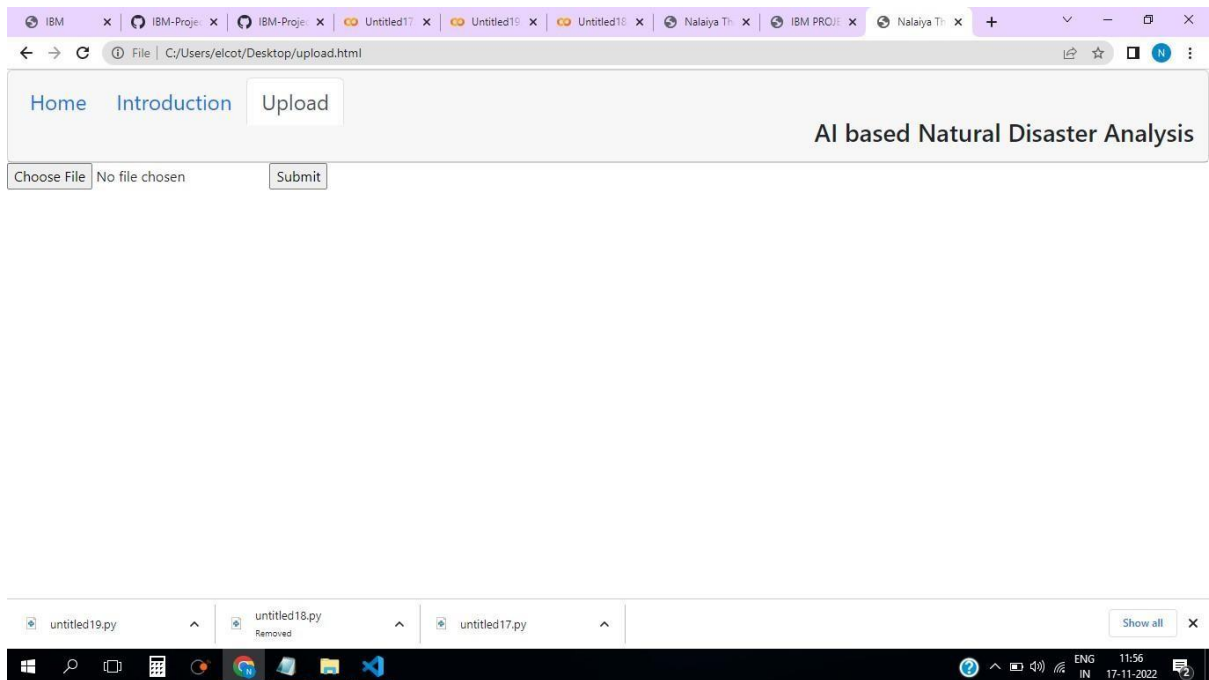 IBM
IBM-Projec
IBM-Projec
Untitled17
Untitled19
Untitled18
Nalaiya Th
IBM PROJE
Nalaiya Th
File | C:/Users/elcot/Desktop/upload.html
N
Home Introduction Upload
AI based Natural Disaster Analysis
Choose File No file chosen Submit
untitled19.py
untitled18.py
Removed
untitled17.py
Show all
ENG 11:56
IN 17-11-2022
2